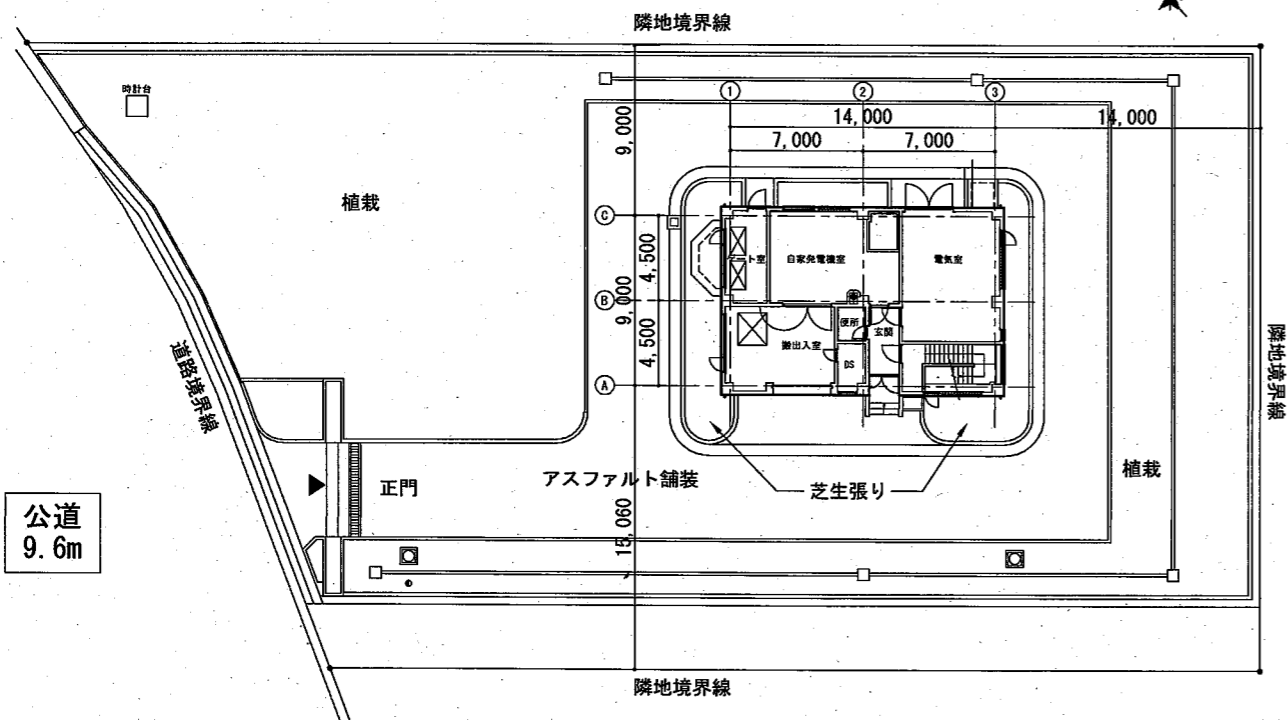 隣地境界線
時計台
1
2
3
14,000
14,000
7,000
7,000
9,000
植栽
C
4,500
ト室
自家発電機室
電気室
B
9,000
便所
玄関
4,500
搬出入室
DS
A
隣地境界線
道路境界線
正門
アスファルト舗装
芝生張り
植栽
公道
9.6m
15,060
隣地境界線